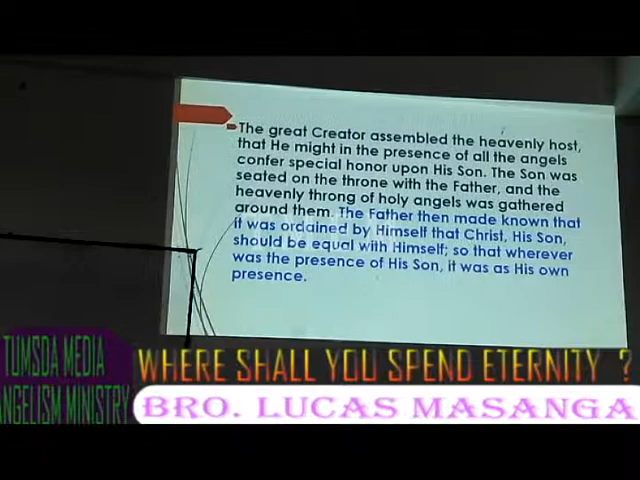 The great Creator assembled the heavenly host,
that He might in the presence of all the angels
confer special honor upon His Son. The Son was
seated on the throne with the Father, and the
heavenly throng of holy angels was gathered
around them. The Father then made known that
it was ordained by Himself that Christ, His Son,
should be equal with Himself; so that wherever
was the presence of His Son, it was as His own
presence.
TUMSDA MEDIA
ANGELISM MINISTRY
WHERE SHALL YOU SPEND ETERNITY ?
BRO. LUCAS MASANGA